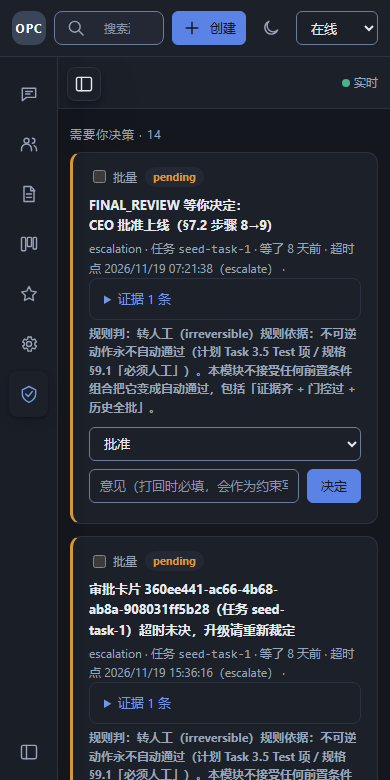 OPC
搜索
创建
在线
实时
需要你决策 · 14
批量
pending
FINAL_REVIEW 等你决定：
CEO 批准上线（§7.2 步骤 8→9）
escalation · 任务 seed-task-1 · 等了 8 天前 · 超时
点 2026/11/19 07:21:38（escalate） ·
证据 1 条
规则判：转人工（irreversible）规则依据：不可逆
动作永不自动通过（计划 Task 3.5 Test 项 / 规格
§9.1「必须人工」）。本模块不接受任何前置条件
组合把它变成自动通过，包括「证据齐 + 门控过 +
历史全批」。
批准
意见（打回时必填，会作为约束写
决定
批量
pending
审批卡片 360ee441-ac66-4b68-
ab8a-908031ff5b28（任务 seed-
task-1）超时未决，升级请重新裁定
escalation · 任务 seed-task-1 · 等了 8 天前 · 超时
点 2026/11/19 15:36:16（escalate） ·
证据 1 条
规则判：转人工（irreversible）规则依据：不可逆
动作永不自动通过（计划 Task 3.5 Test 项 / 规格
§9.1「必须人工」）。本模块不接受任何前置条件